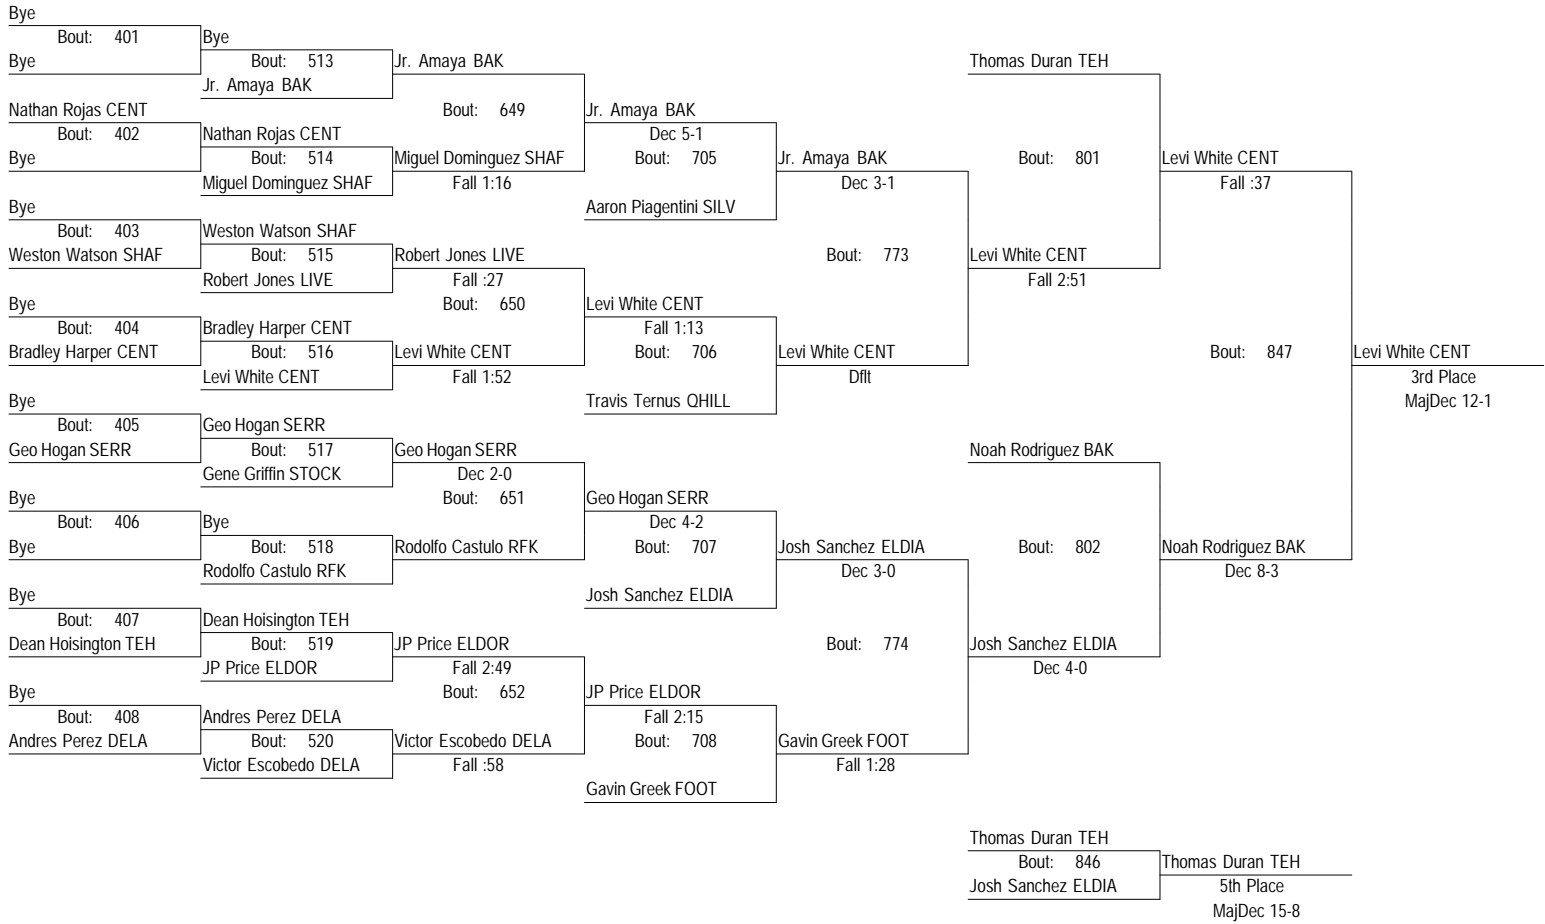 Bye
Bout: 401
Bye
Bye
Bout: 513
Jr. Amaya BAK
Jr. Amaya BAK
Thomas Duran TEH
Nathan Rojas CENT
Bout: 649
Jr. Amaya BAK
Bout: 402
Nathan Rojas CENT
Dec 5-1
Bye
Bout: 514
Miguel Dominguez SHAF
Bout: 705
Jr. Amaya BAK
Bout: 801
Levi White CENT
Miguel Dominguez SHAF
Fall 1:16
Dec 3-1
Fall :37
Bye
Aaron Piagentini SILV
Bout: 403
Weston Watson SHAF
Weston Watson SHAF
Bout: 515
Robert Jones LIVE
Bout: 773
Levi White CENT
Robert Jones LIVE
Fall :27
Fall 2:51
Bye
Bout: 650
Levi White CENT
Bout: 404
Bradley Harper CENT
Fall 1:13
Bradley Harper CENT
Bout: 516
Levi White CENT
Bout: 706
Levi White CENT
Bout: 847
Levi White CENT
Levi White CENT
Fall 1:52
Dflt
3rd Place
Bye
Travis Ternus QHILL
MajDec 12-1
Bout: 405
Geo Hogan SERR
Geo Hogan SERR
Bout: 517
Geo Hogan SERR
Noah Rodriguez BAK
Gene Griffin STOCK
Dec 2-0
Bye
Bout: 651
Geo Hogan SERR
Bout: 406
Bye
Dec 4-2
Bye
Bout: 518
Rodolfo Castulo RFK
Bout: 707
Josh Sanchez ELDIA
Bout: 802
Noah Rodriguez BAK
Rodolfo Castulo RFK
Dec 3-0
Dec 8-3
Bye
Josh Sanchez ELDIA
Bout: 407
Dean Hoisington TEH
Dean Hoisington TEH
Bout: 519
JP Price ELDOR
Bout: 774
Josh Sanchez ELDIA
JP Price ELDOR
Fall 2:49
Dec 4-0
Bye
Bout: 652
JP Price ELDOR
Bout: 408
Andres Perez DELA
Fall 2:15
Andres Perez DELA
Bout: 520
Victor Escobedo DELA
Bout: 708
Gavin Greek FOOT
Victor Escobedo DELA
Fall :58
Fall 1:28
Gavin Greek FOOT
Thomas Duran TEH
Bout: 846
Thomas Duran TEH
Josh Sanchez ELDIA
5th Place
MajDec 15-8